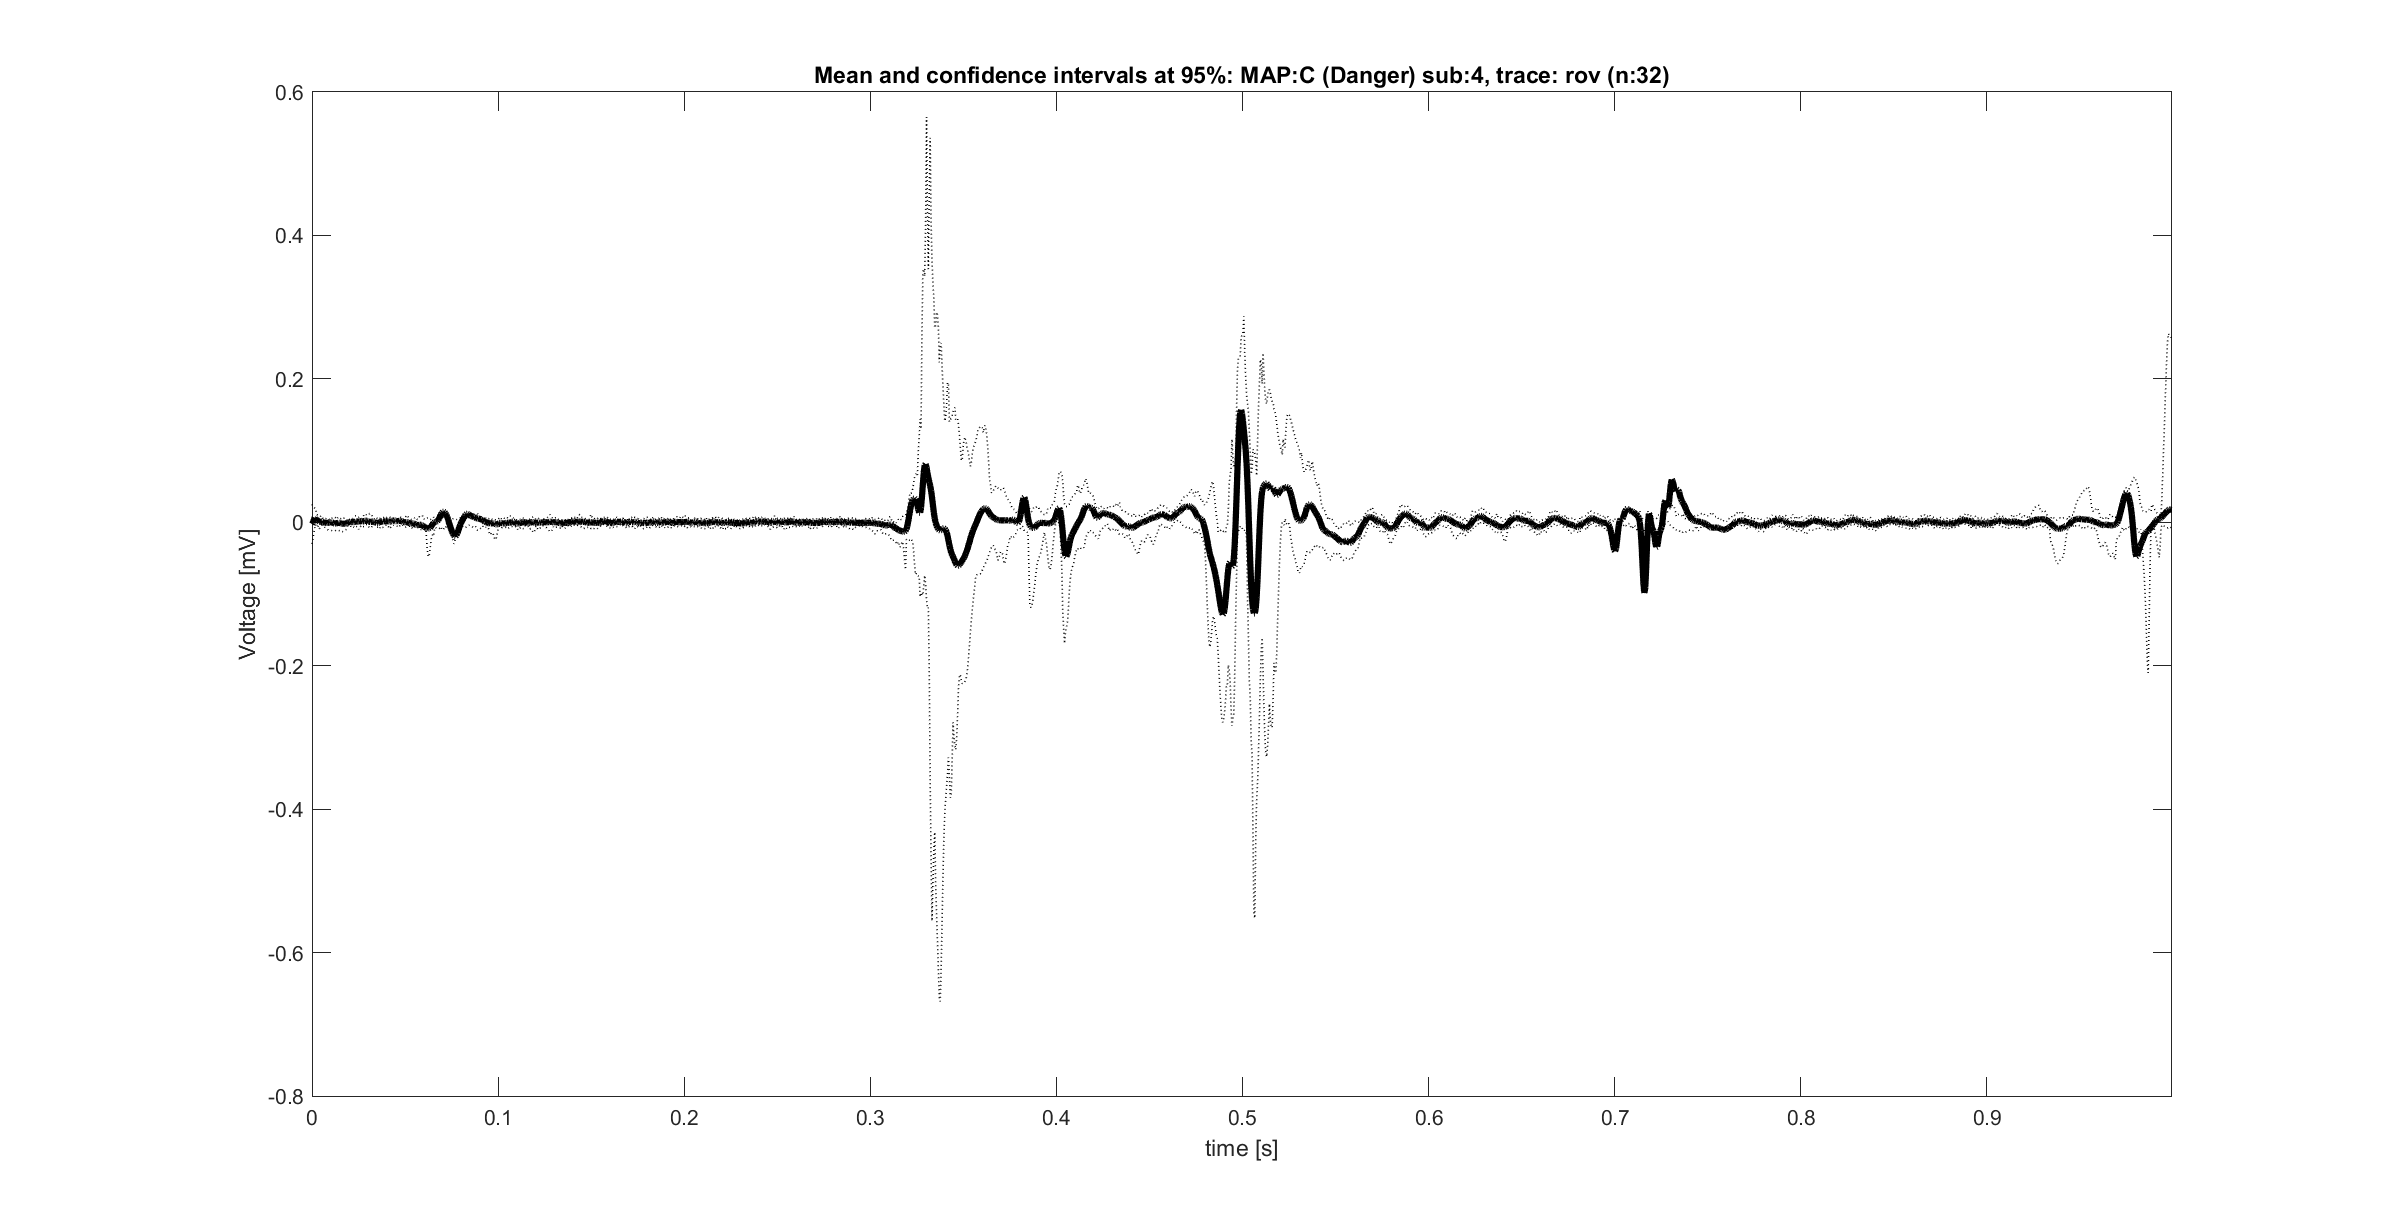 Mean and confidence intervals at 95%: MAP:C (Danger) sub:4, trace: rov (n:32)
0.6
0.4
0.2
0
-0.2
-0.4
-0.6
-0.8
Voltage [mV]
0 0.1 0.2 0.3 0.4 0.5 0.6 0.7 0.8 0.9
time [s]